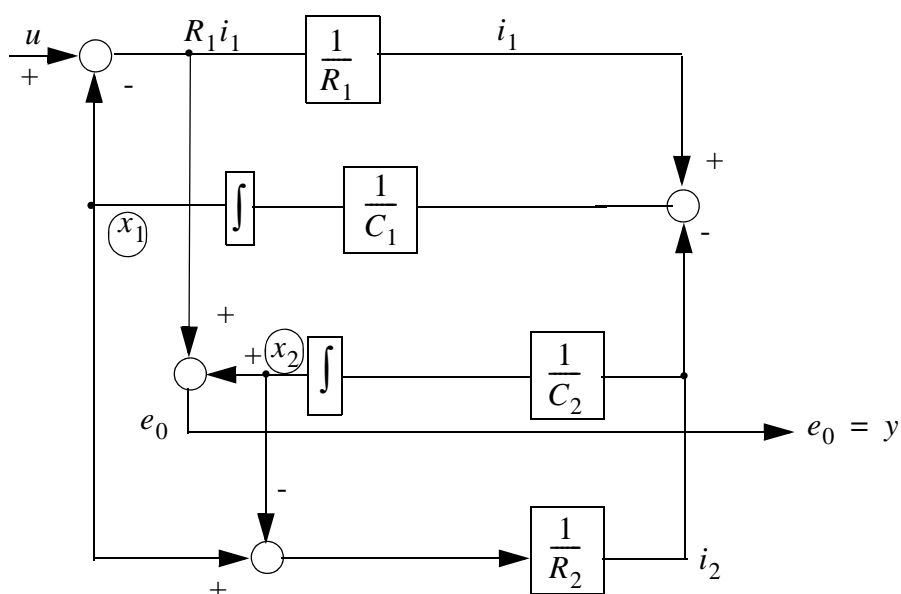 u
+
-
R₁i₁
1
R₁
i₁
+
-
x₁
∫
1
C₁
+
+
x₂
∫
1
C₂
e₀
e₀ = y
-
+
1
R₂
i₂